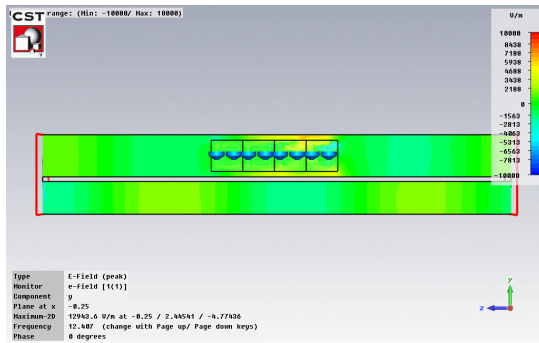 CST
range: (Min: -10000/ Max: 10000)
V/m
10000
8438
7188
5938
4688
3438
2188
0
-1563
-2813
-4063
-5313
-6563
-7813
-10000
Type E-Field (peak)
Monitor e-field [1(1)]
Component y
Plane at x -0.25
Maximum-2D 12943.6 V/m at -0.25 / 2.44541 / -4.77436
Frequency 12.407 (change with Page up/ Page down keys)
Phase 0 degrees
y
z